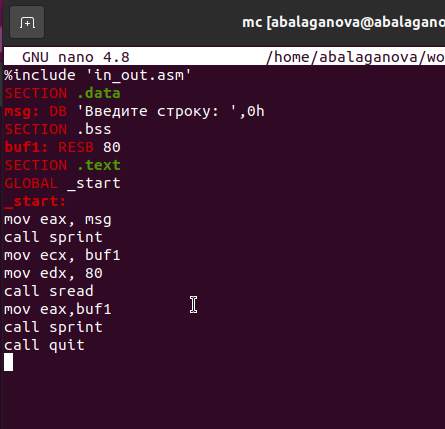 mc [abalaganova@abalagano
GNU nano 4.8 /home/abalaganova/wo
%include 'in_out.asm'
SECTION .data
msg: DB 'Введите строку: ',0h
SECTION .bss
buf1: RESB 80
SECTION .text
GLOBAL _start
_start:
mov eax, msg
call sprint
mov ecx, buf1
mov edx, 80
call sread
mov eax,buf1
call sprint
call quit